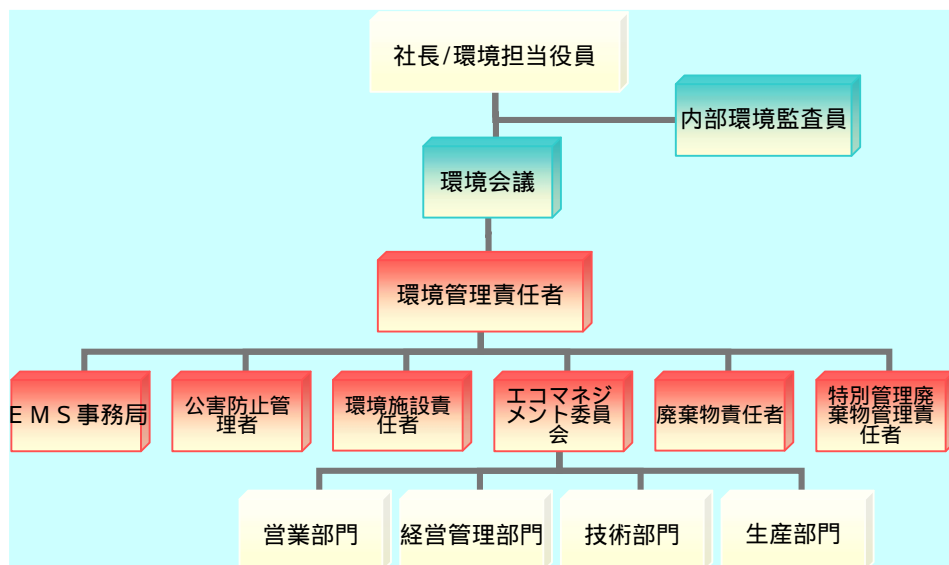 社長/環境担当役員
内部環境監査員
環境会議
環境管理責任者
ＥＭＳ事務局
公害防止管
理者
環境施設責
任者
エコマネジ
メント委員
会
廃棄物責任者
特別管理廃
棄物管理責
任者
営業部門
経営管理部門
技術部門
生産部門